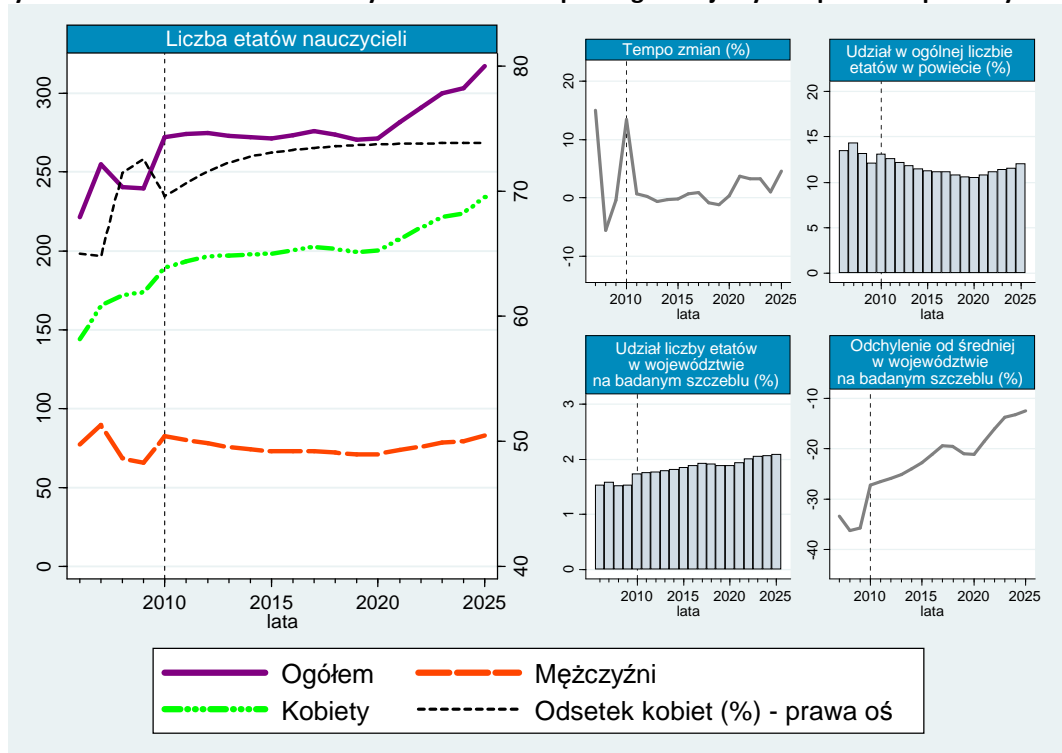 Liczba etatów nauczycieli
0
50
100
150
200
250
300
40
50
60
70
80
2010
2015
2020
2025
lata
Tempo zmian (%)
-10
0
10
20
2010
2015
2020
2025
lata
Udział w ogólnej liczbie
etatów w powiecie (%)
0
5
10
15
20
2010
2015
2020
2025
lata
Udział liczby etatów
w województwie
na badanym szczeblu (%)
0
1
2
3
2010
2015
2020
2025
lata
Odchylenie od średniej
w województwie
na badanym szczeblu (%)
-40
-30
-20
-10
2010
2015
2020
2025
lata
Ogółem
Mężczyźni
Kobiety
Odsetek kobiet (%) - prawa oś